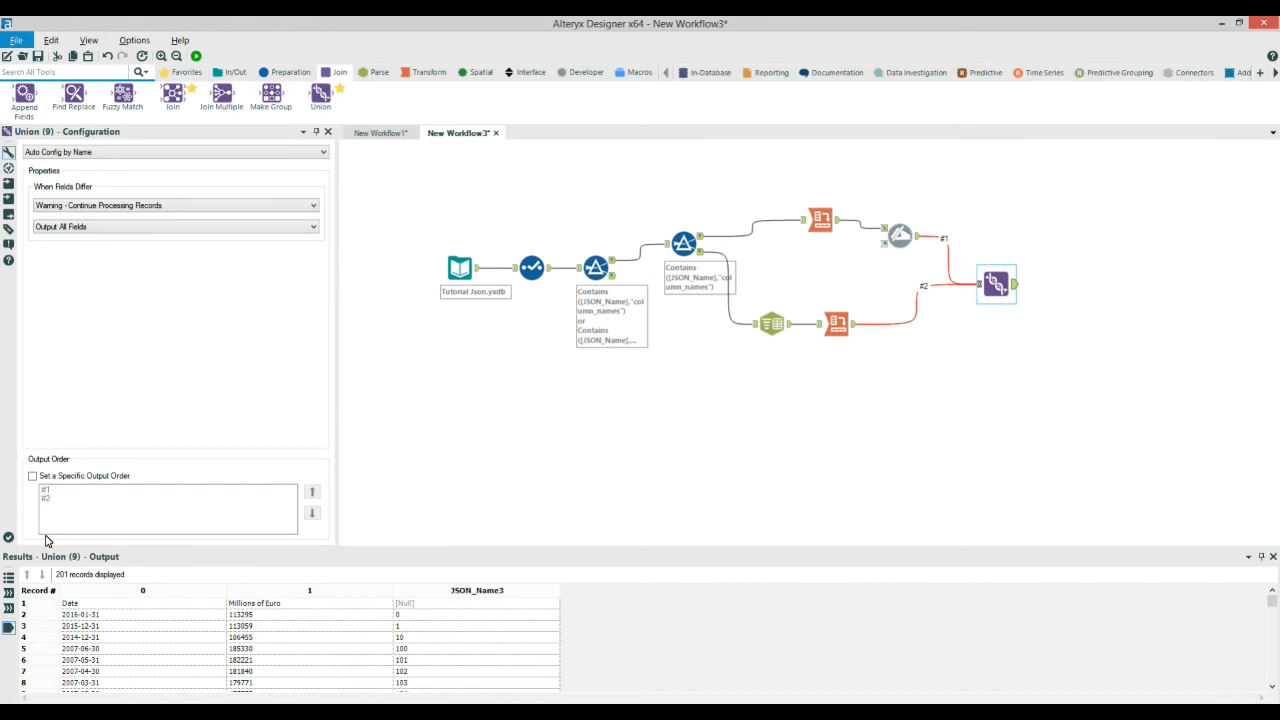 Alteryx Designer x64 - New Workflow3*
File Edit View Options Help
Search All Tools Favorites In/Out Preparation Join Parse Transform Spatial Interface Developer Macros In-Database Reporting Documentation Data Investigation Predictive Time Series Predictive Grouping Connectors Add
Append Fields
Find Replace
Fuzzy Match
Join
Join Multiple
Make Group
Union
Union (9) - Configuration
New Workflow1*
New Workflow3*
Auto Config by Name
Properties
When Fields Differ
Warning - Continue Processing Records
Output All Fields
Tutorial Json.yxdb
Contains
([JSON_Name],"col
umn_names")
or
Contains
([JSON_Name],...
Contains
([JSON_Name],"col
umn_names")
#1
#2
Output Order
Set a Specific Output Order
#1
#2
Results - Union (9) - Output
201 records displayed
Record # 0 1 JSON_Name3
1 Date Millions of Euro [Null]
2 2016-01-31 113295 0
3 2015-12-31 113059 1
4 2014-12-31 106455 10
5 2007-06-30 185330 100
6 2007-05-31 182221 101
7 2007-04-30 181840 102
8 2007-03-31 179771 103